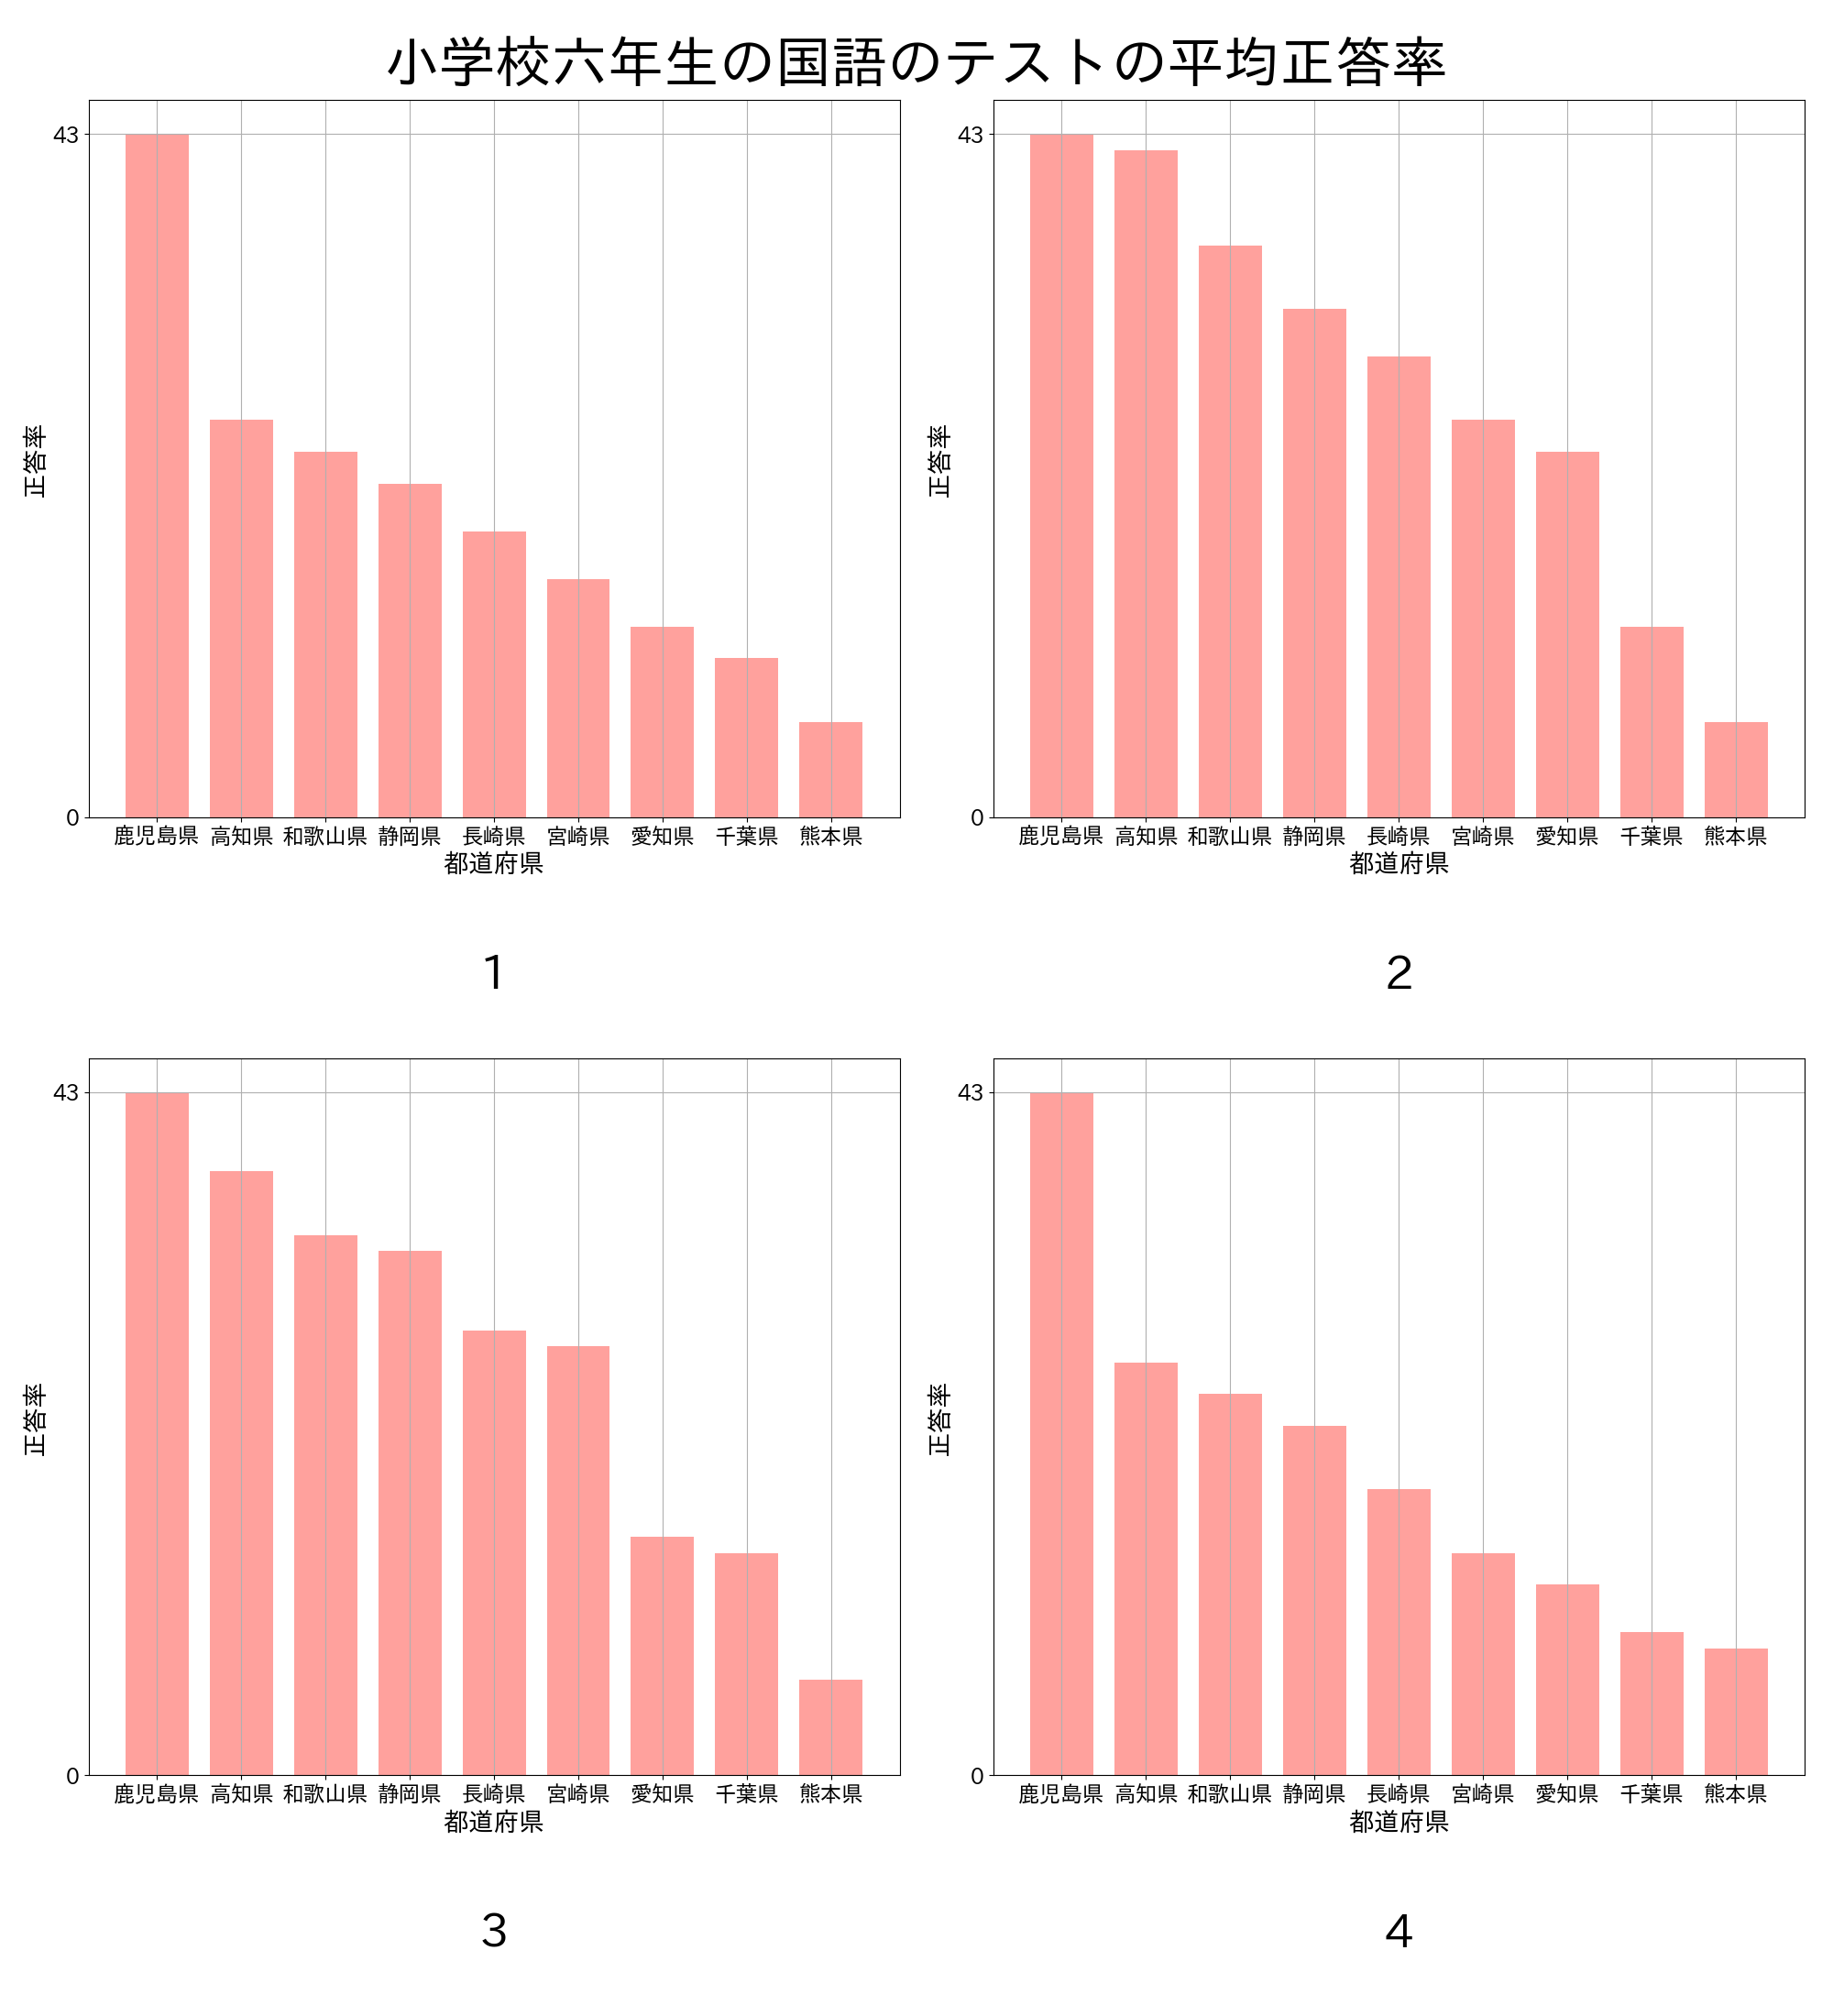 小学校六年生の国語のテストの平均正答率
43
0
正答率
鹿児島県 高知県 和歌山県 静岡県 長崎県 宮崎県 愛知県 千葉県 熊本県
都道府県
1
43
0
正答率
鹿児島県 高知県 和歌山県 静岡県 長崎県 宮崎県 愛知県 千葉県 熊本県
都道府県
2
43
0
正答率
鹿児島県 高知県 和歌山県 静岡県 長崎県 宮崎県 愛知県 千葉県 熊本県
都道府県
3
43
0
正答率
鹿児島県 高知県 和歌山県 静岡県 長崎県 宮崎県 愛知県 千葉県 熊本県
都道府県
4